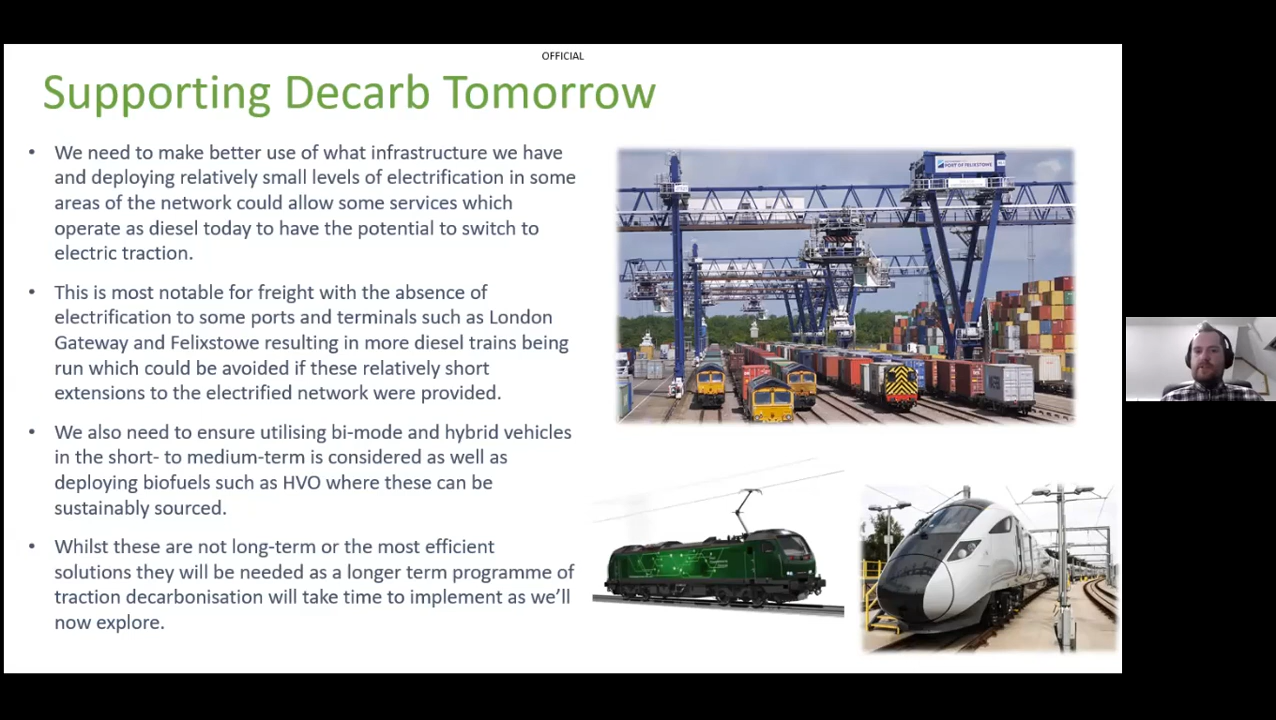 OFFICIAL
Supporting Decarb Tomorrow
• We need to make better use of what infrastructure we have
and deploying relatively small levels of electrification in some
areas of the network could allow some services which
operate as diesel today to have the potential to switch to
electric traction.
• This is most notable for freight with the absence of
electrification to some ports and terminals such as London
Gateway and Felixstowe resulting in more diesel trains being
run which could be avoided if these relatively short
extensions to the electrified network were provided.
• We also need to ensure utilising bi-mode and hybrid vehicles
in the short- to medium-term is considered as well as
deploying biofuels such as HVO where these can be
sustainably sourced.
• Whilst these are not long-term or the most efficient
solutions they will be needed as a longer term programme of
traction decarbonisation will take time to implement as we’ll
now explore.
PORT OF FELIXSTOWE